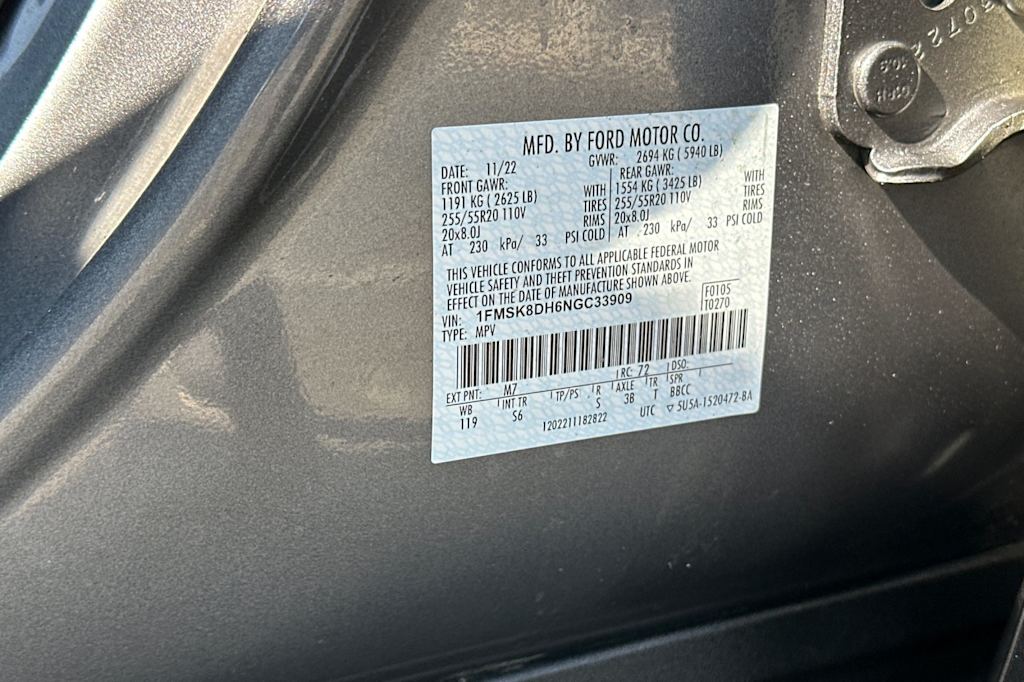 MFD. BY FORD MOTOR CO.
DATE: 11/22 GVWR: 2694 KG ( 5940 LB)
FRONT GAWR: REAR GAWR:
1191 KG ( 2625 LB) WITH 1554 KG ( 3425 LB) WITH
255/55R20 110V TIRES 255/55R20 110V TIRES
20x8.0J RIMS 20x8.0J RIMS
AT 230 kPa/ 33 PSI COLD AT 230 kPa/ 33 PSI COLD
THIS VEHICLE CONFORMS TO ALL APPLICABLE FEDERAL MOTOR
VEHICLE SAFETY AND THEFT PREVENTION STANDARDS IN
EFFECT ON THE DATE OF MANUFACTURE SHOWN ABOVE.
VIN: 1FMSK8DH6NGC33909 F0105
TYPE: MPV T0270
EXT PNT: M7 RC: 72 DSO:
WB INT TR TP/PS R AXLE TR SPR
119 S6 S 3B T BBCC
1202211182822 UTC ▽ 5U5A-1520472-BA
10.9